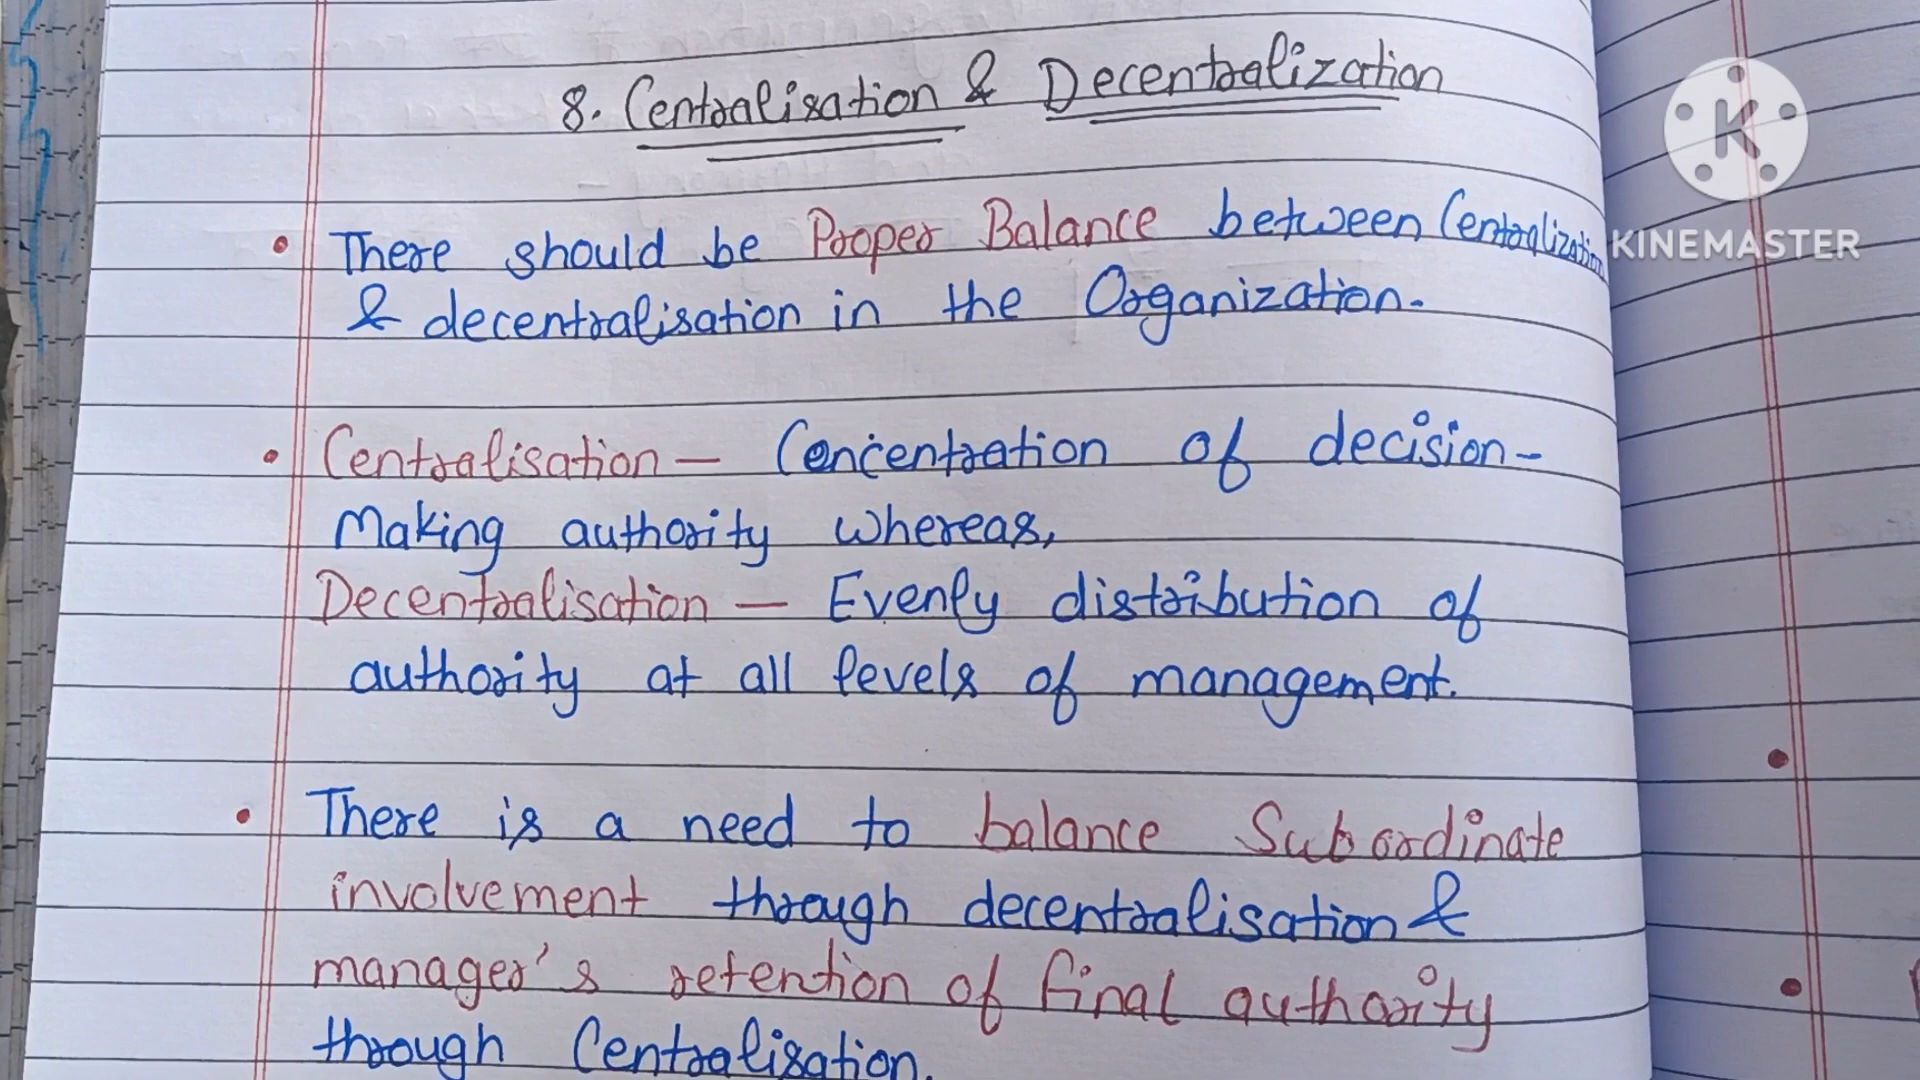 8. Centralisation & Decentralization
There should be Proper Balance between Centralization
& decentralisation in the Organization.
Centralisation — Concentration of decision-
Making authority whereas,
Decentralisation — Evenly distribution of
authority at all levels of management.
There is a need to balance Subordinate
involvement through decentralisation &
manager's retention of final authority
through Centralisation.
KINEMASTER